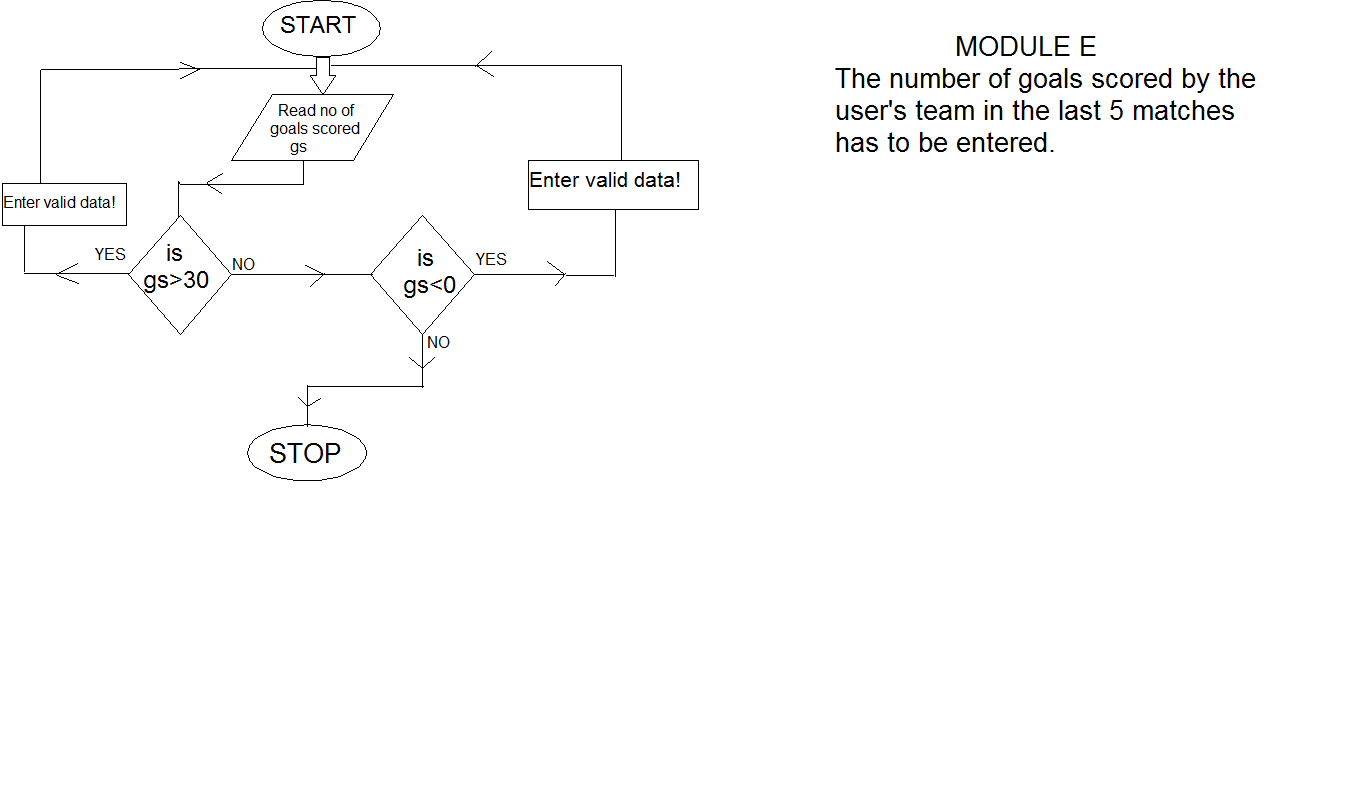 START
MODULE E
The number of goals scored by the
user's team in the last 5 matches
has to be entered.
Read no of
goals scored
gs
Enter valid data!
Enter valid data!
YES
is
gs>30
NO
is
gs<0
YES
NO
STOP